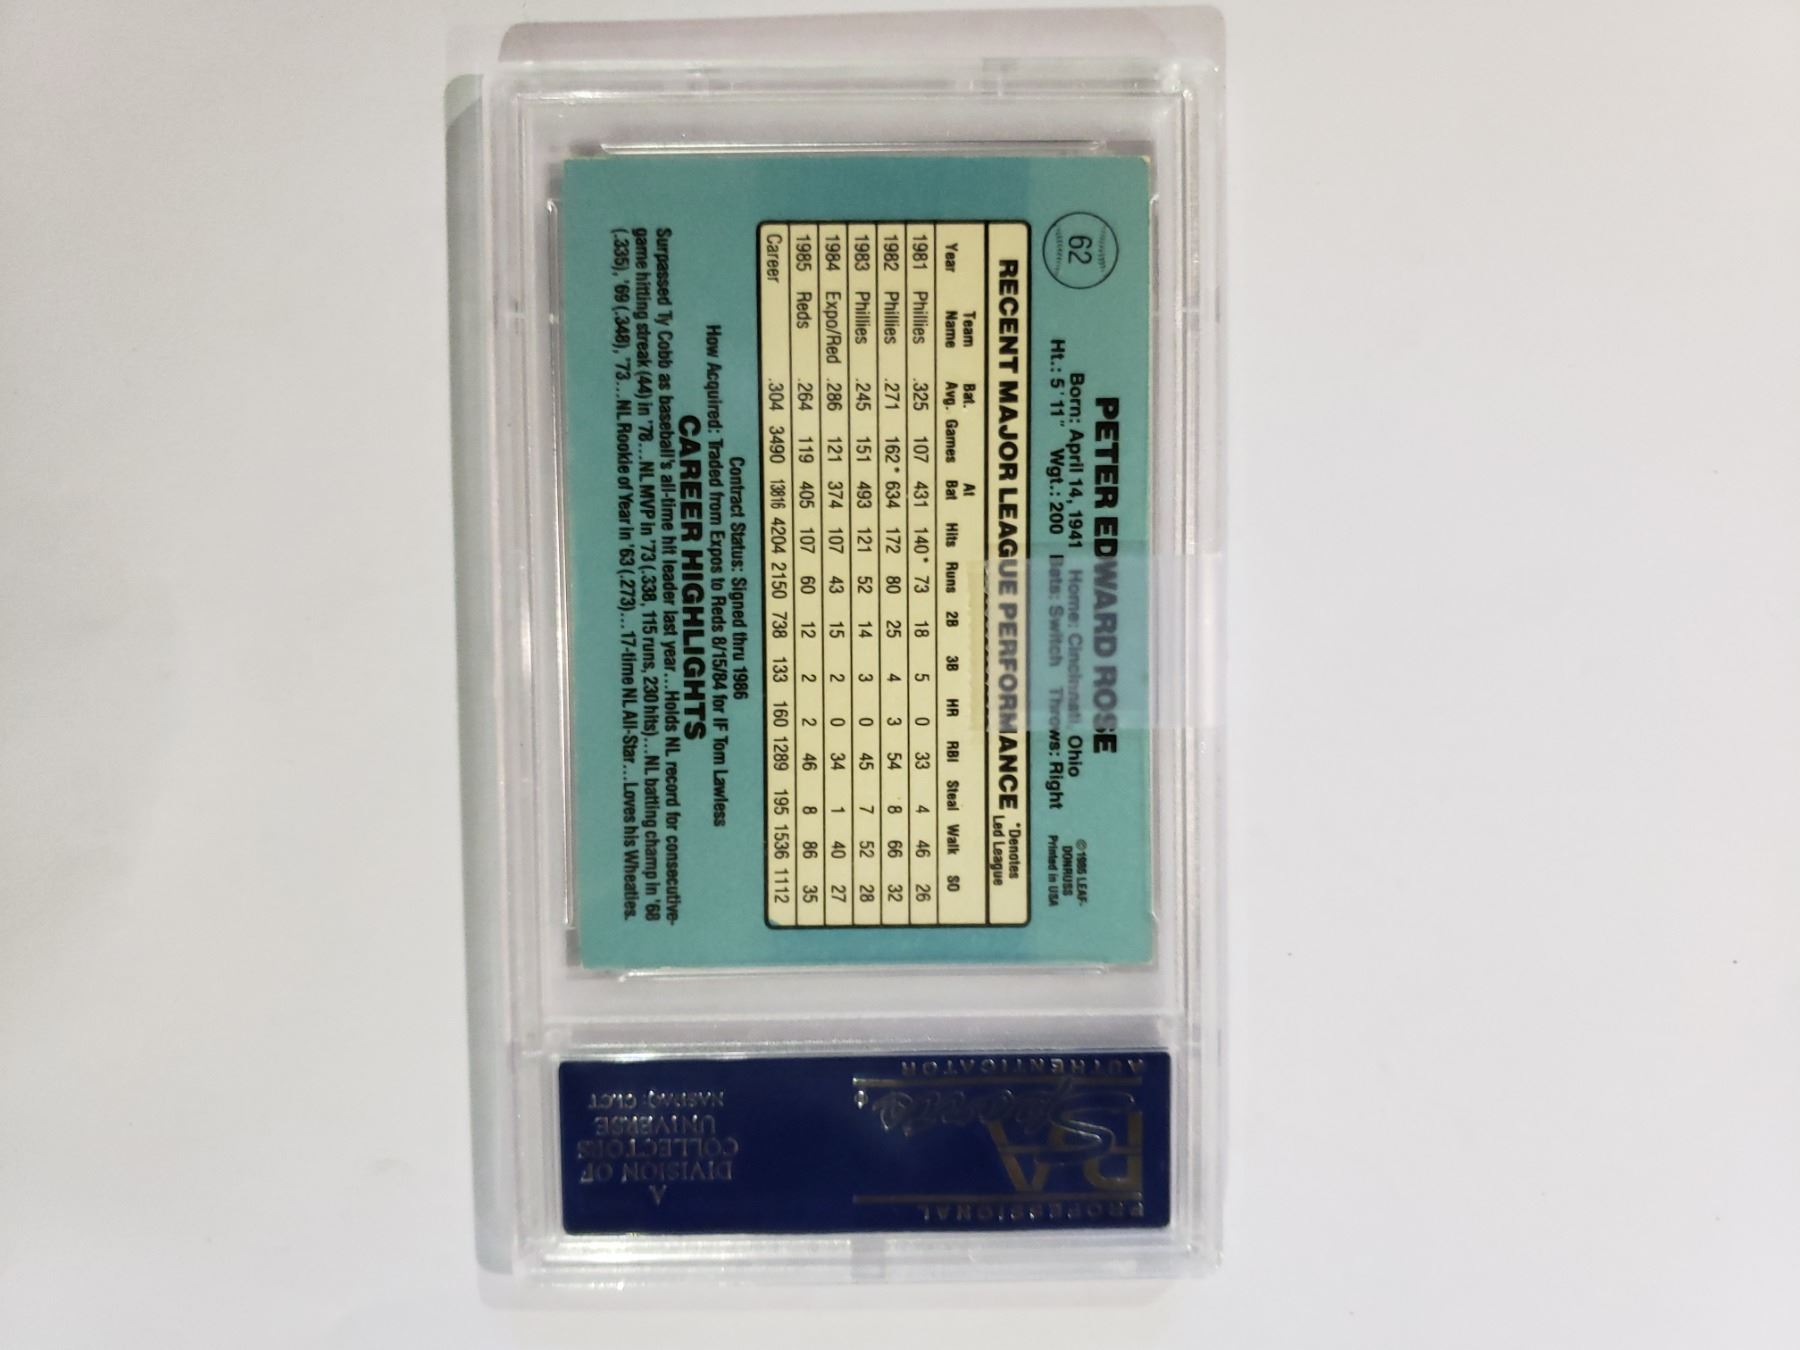 62
PETER EDWARD ROSE
Born: April 14, 1941 Home: Cincinnati, Ohio
Ht.: 5'11" Wgt.: 200 Bats: Switch Throws: Right
©1986 LEAF-
DONRUSS
Printed in USA
RECENT MAJOR LEAGUE PERFORMANCE *Denotes Led League
Year Team Name Bat. Avg. Games At Bat Hits Runs 2B 3B HR RBI Steal Walk SO
1981 Phillies .325 107 431 140* 73 18 5 0 33 4 46 26
1982 Phillies .271 162* 634 172 80 25 4 3 54 8 66 32
1983 Phillies .245 151 493 121 52 14 3 0 45 7 52 28
1984 Expo/Red .286 121 374 107 43 15 2 0 34 1 40 27
1985 Reds .264 119 405 107 60 12 2 2 46 8 86 35
Career .304 3490 13816 4204 2150 738 133 160 1289 195 1536 1112
Contract Status: Signed thru 1986
How Acquired: Traded from Expos to Reds 8/15/84 for IF Tom Lawless
CAREER HIGHLIGHTS
Surpassed Ty Cobb as baseball's all-time hit leader last year...Holds NL record for consecutive-
game hitting streak (44) in '78...NL MVP in '73 (.338, 115 runs, 230 hits)...NL batting champ in '68
(.335), '69 (.348), '73...NL Rookie of Year in '63 (.273)... 17-time NL All-Star...Loves his Wheaties.
PROFESSIONAL
PSA
Sports
®
AUTHENTICATOR
A
DIVISION OF
COLLECTORS
UNIVERSE
NASDAQ: CLCT